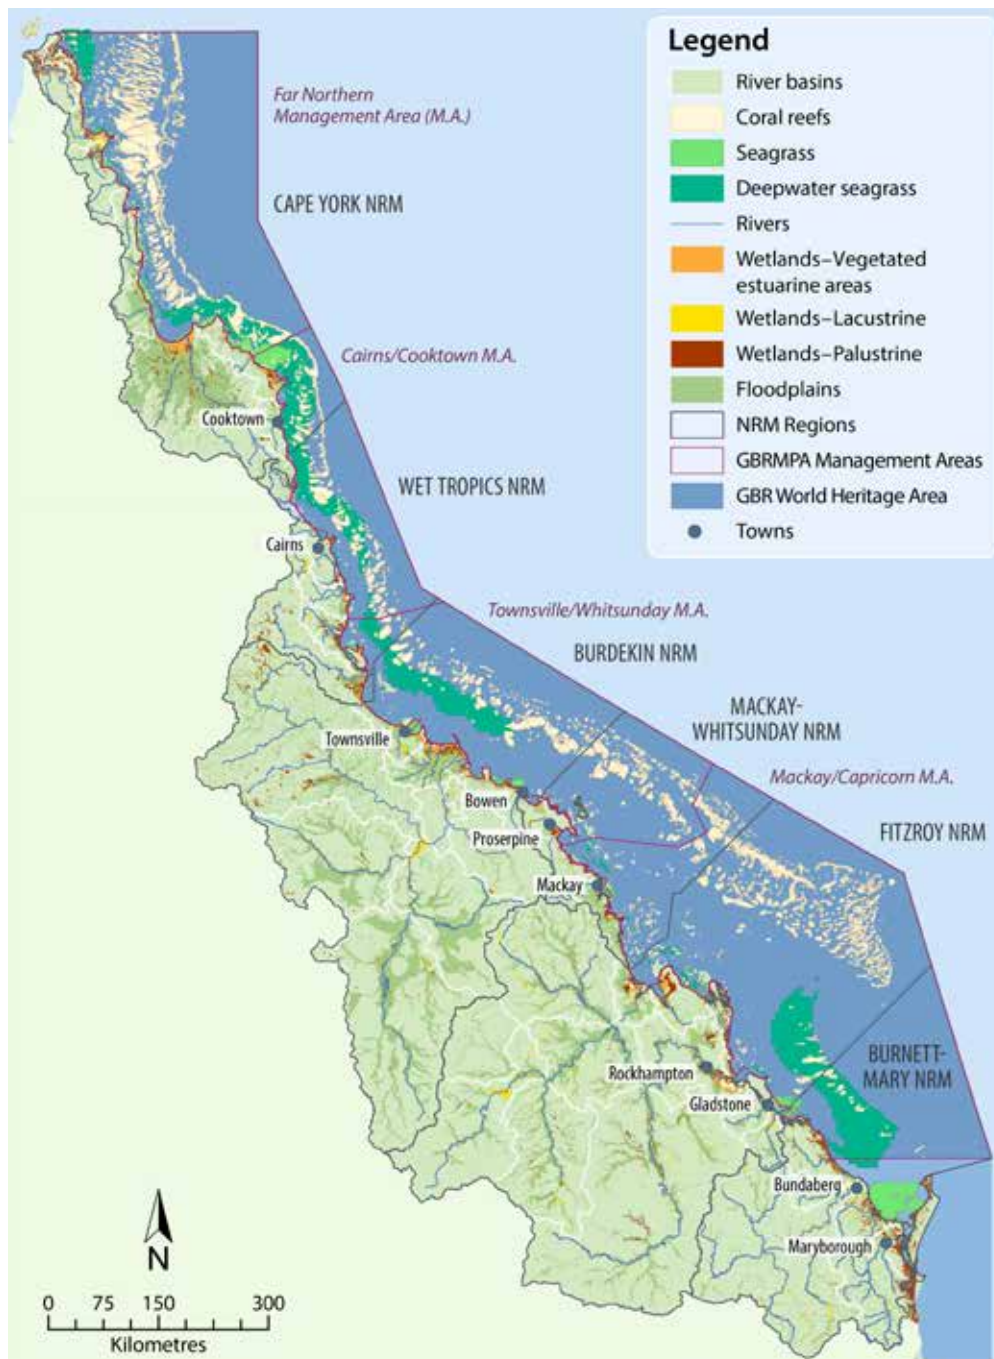 Legend
River basins
Coral reefs
Seagrass
Deepwater seagrass
Rivers
Wetlands–Vegetated
estuarine areas
Wetlands–Lacustrine
Wetlands–Palustrine
Floodplains
NRM Regions
GBRMPA Management Areas
GBR World Heritage Area
Towns
Far Northern
Management Area (M.A.)
CAPE YORK NRM
Cairns/Cooktown M.A.
Cooktown
WET TROPICS NRM
Cairns
Townsville/Whitsunday M.A.
BURDEKIN NRM
MACKAY-
WHITSUNDAY NRM
Townsville
Mackay/Capricorn M.A.
Bowen
FITZROY NRM
Proserpine
Mackay
BURNETT-
MARY NRM
Rockhampton
Gladstone
Bundaberg
Maryborough
N
0 75 150 300
Kilometres